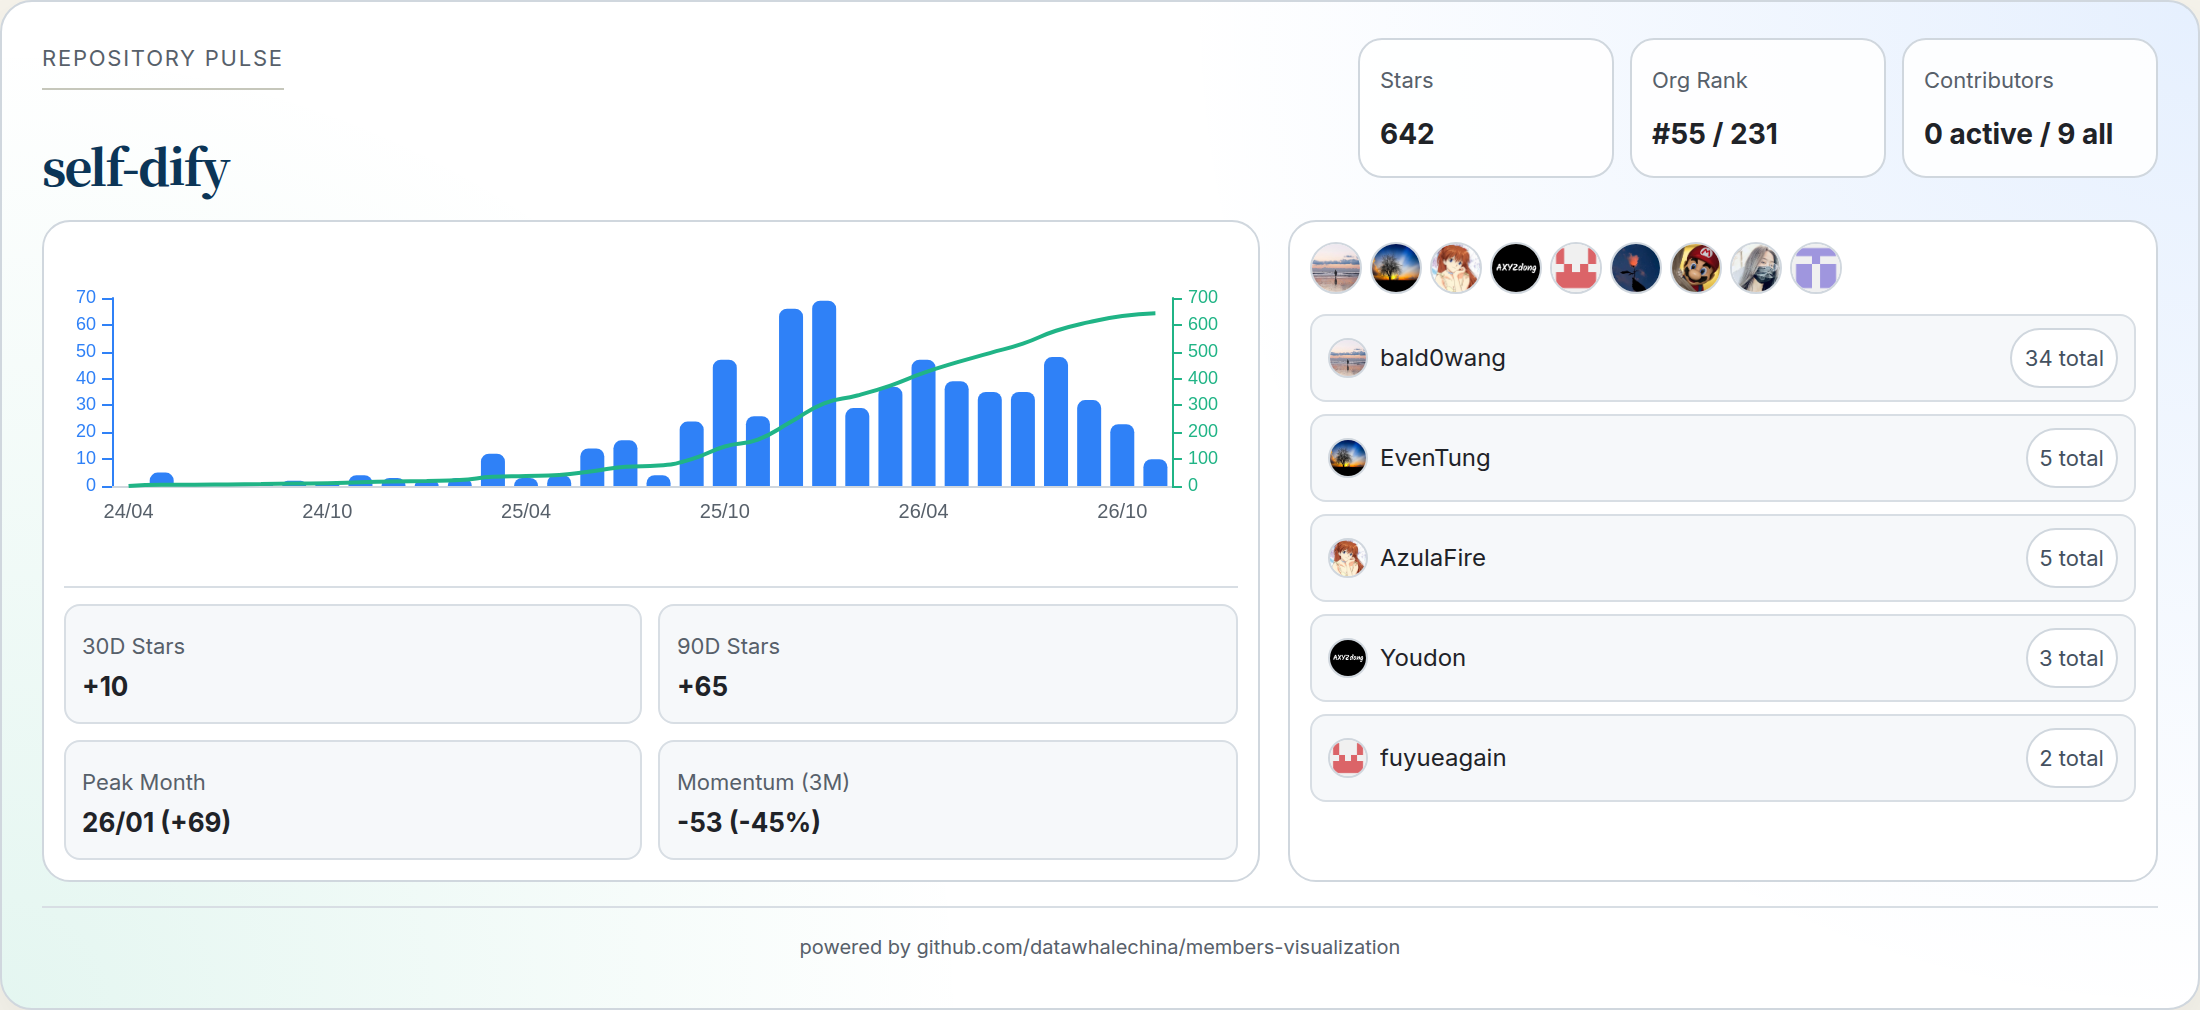 REPOSITORY PULSE
self-dify
Stars
642
Org Rank
#55 / 231
Contributors
0 active / 9 all
70
60
50
40
30
20
10
0
700
600
500
400
300
200
100
0
24/04
24/10
25/04
25/10
26/04
26/10
30D Stars
+10
90D Stars
+65
Peak Month
26/01 (+69)
Momentum (3M)
-53 (-45%)
AXYZdong
bald0wang
34 total
EvenTung
5 total
AzulaFire
5 total
AXYZdong
Youdon
3 total
fuyueagain
2 total
powered by github.com/datawhalechina/members-visualization